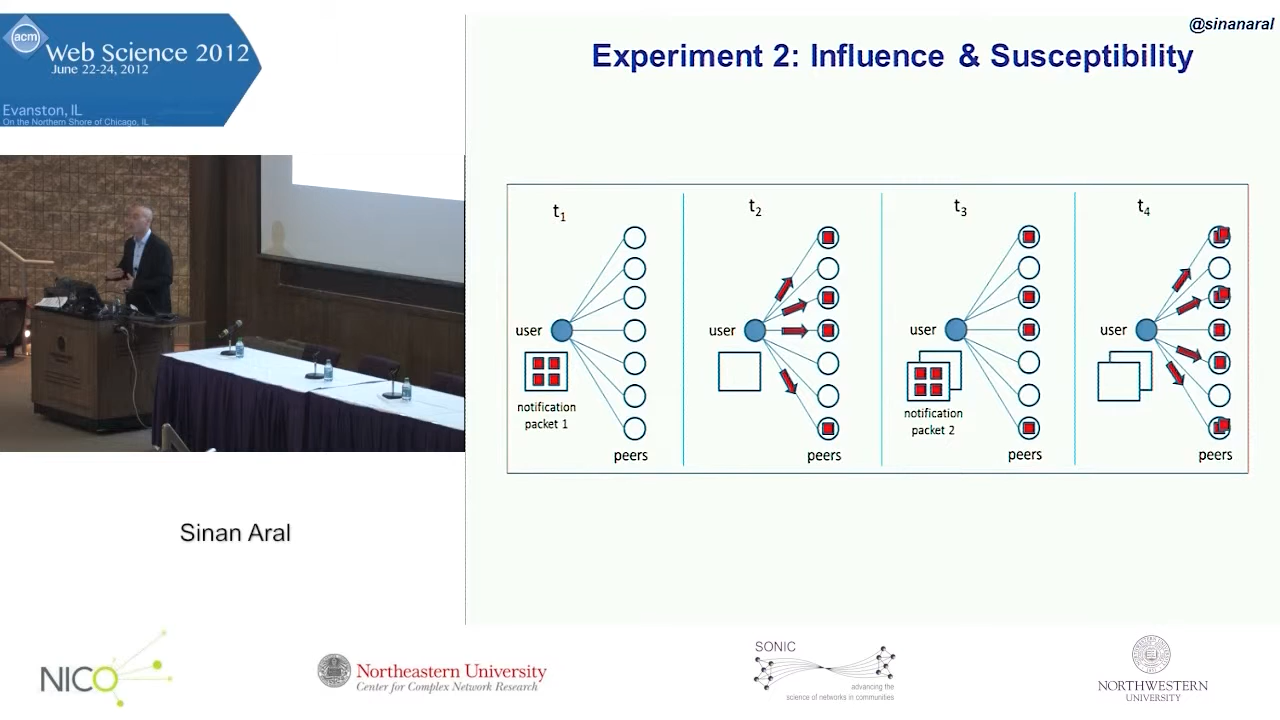 acm
Web Science 2012
June 22-24, 2012
Evanston, IL
On the Northern Shore of Chicago, IL
@sinanaral
Experiment 2: Influence & Susceptibility
t1
t2
t3
t4
user
user
user
user
notification
packet 1
notification
packet 2
peers
peers
peers
peers
Sinan Aral
NICO
Northeastern University
Center for Complex Network Research
SONIC
advancing the
science of networks in communities
NORTHWESTERN
UNIVERSITY